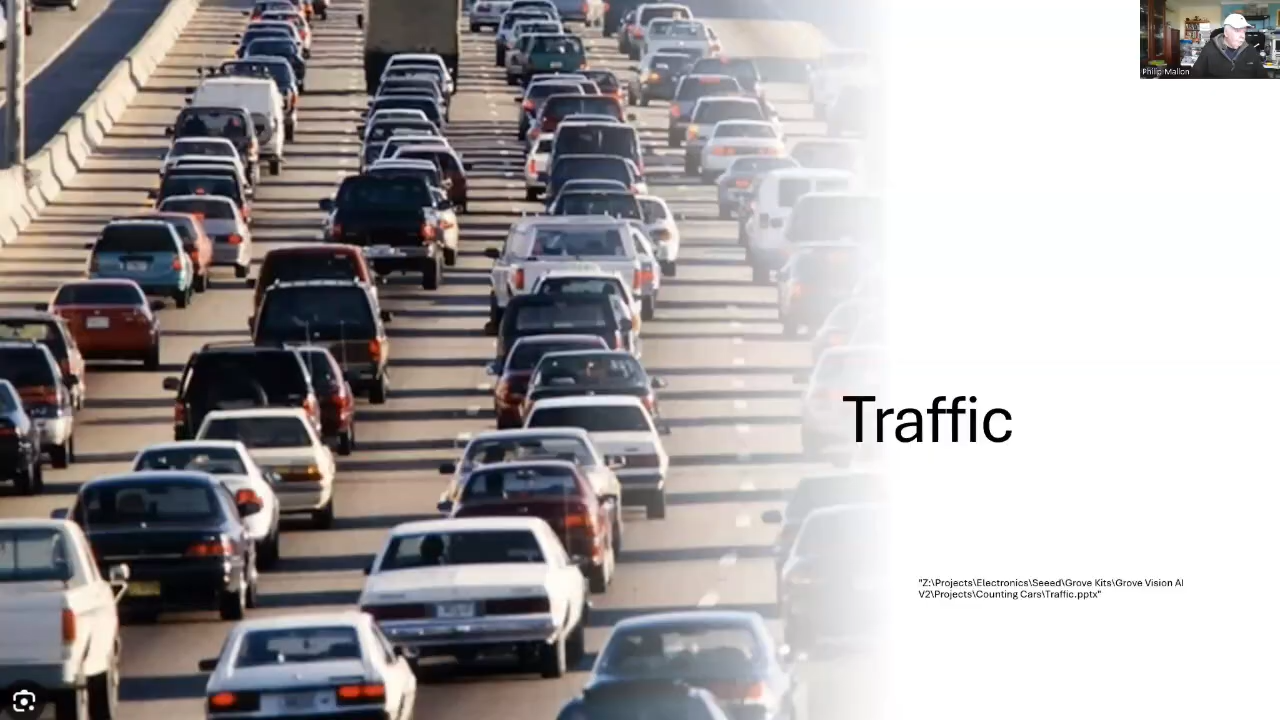 Philip Mallon
Traffic
"Z:\Projects\Electronics\Seeed\Grove Kits\Grove Vision AI
V2\Projects\Counting Cars\Traffic.pptx"